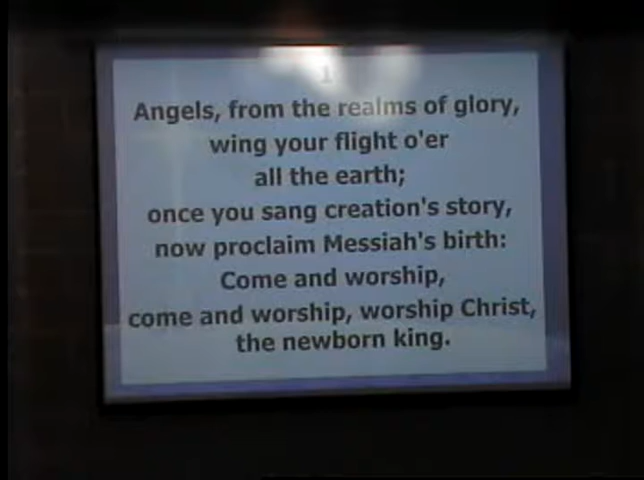 1
Angels, from the realms of glory,
wing your flight o'er
all the earth;
once you sang creation's story,
now proclaim Messiah's birth:
Come and worship,
come and worship, worship Christ,
the newborn king.